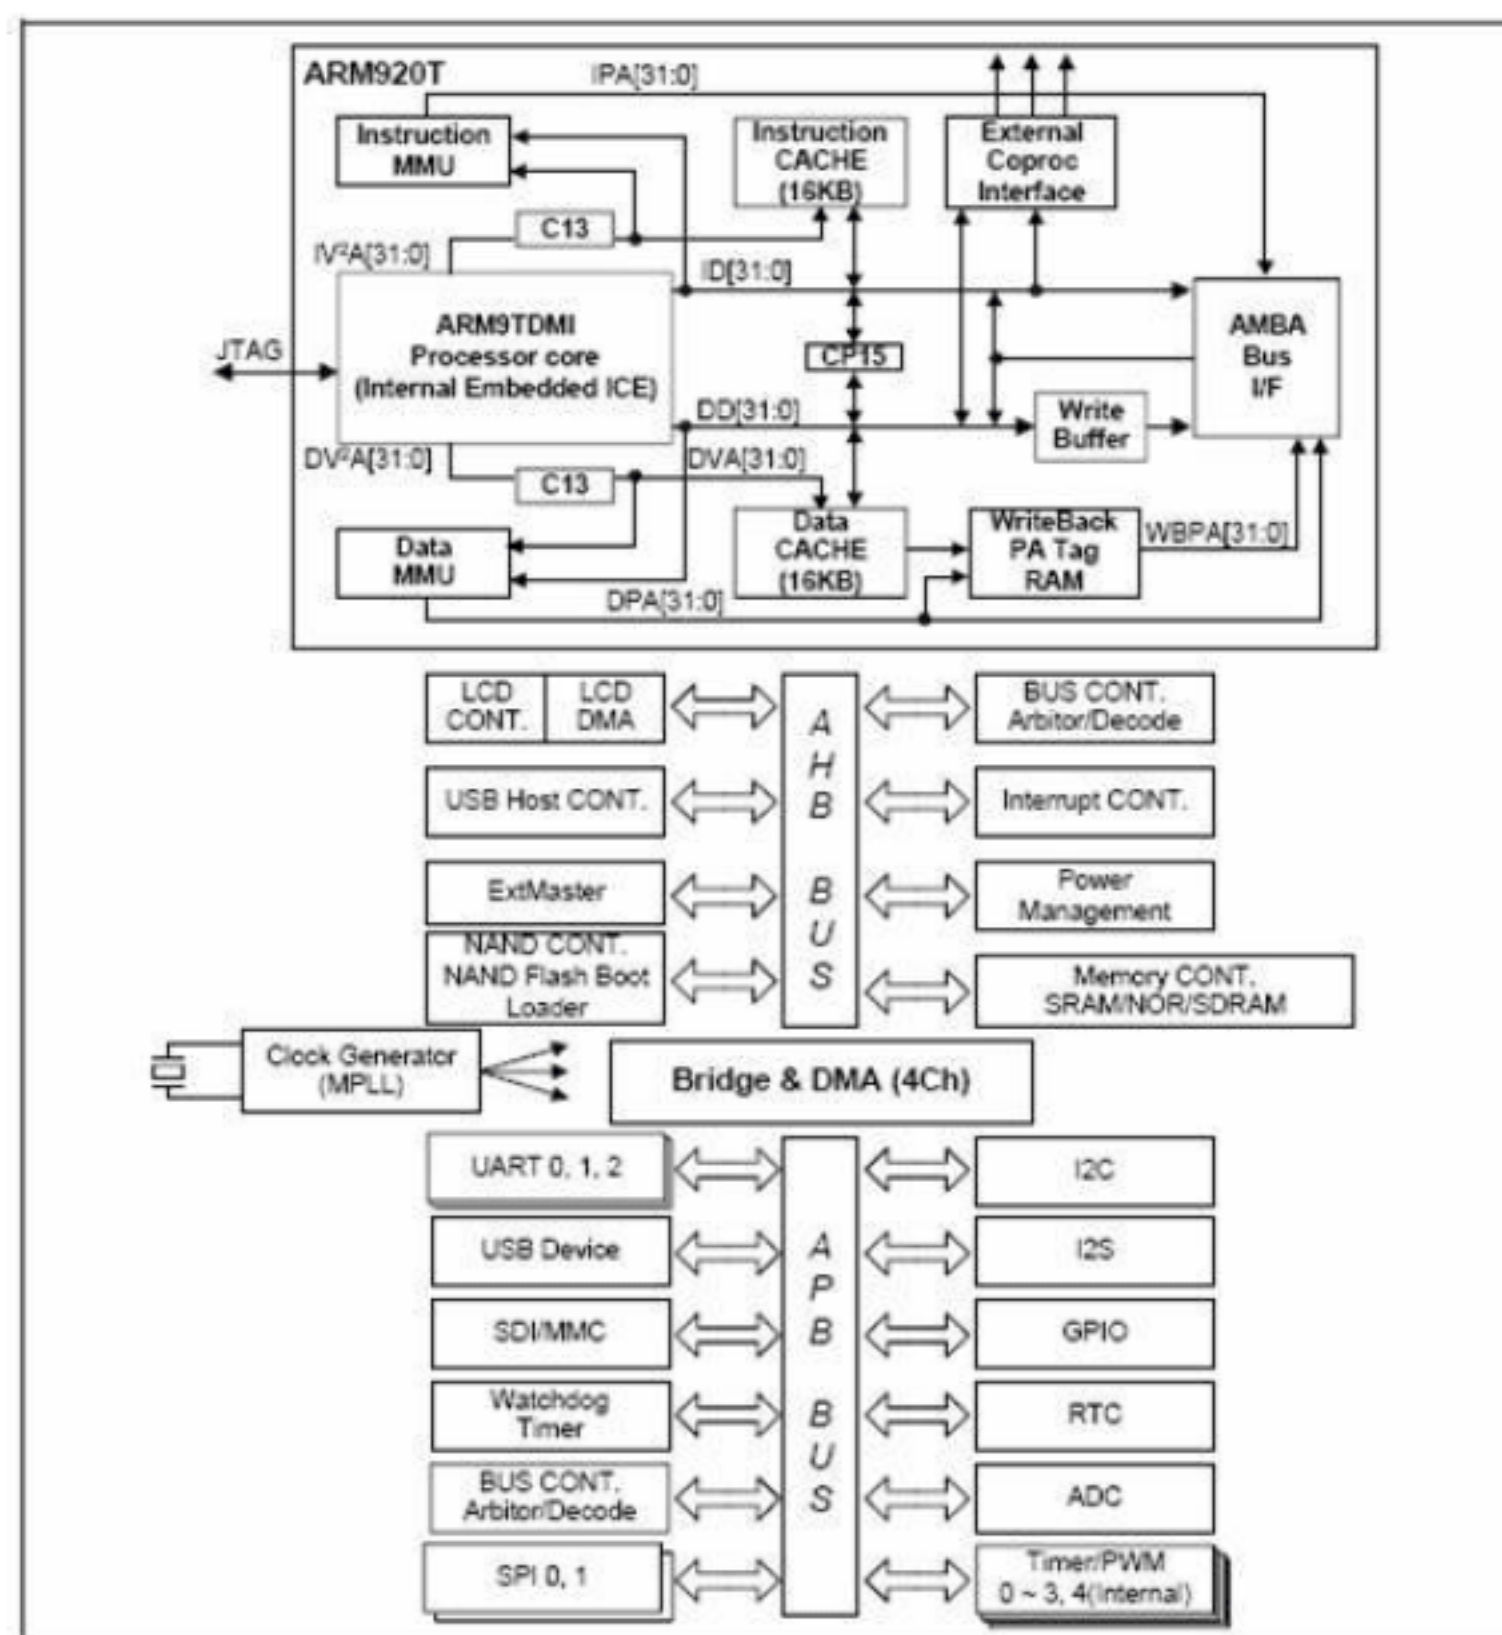 ARM920T
IPA[31:0]
Instruction
MMU
Instruction
CACHE
(16KB)
External
Coproc
Interface
C13
IV²A[31:0]
ID[31:0]
ARM9TDMI
Processor core
(Internal Embedded ICE)
JTAG
CP15
AMBA
Bus
I/F
DD[31:0]
Write
Buffer
DV²A[31:0]
C13
DVA[31:0]
Data
MMU
Data
CACHE
(16KB)
WriteBack
PA Tag
RAM
WBPA[31:0]
DPA[31:0]
LCD
CONT.
LCD
DMA
AHB BUS
BUS CONT.
Arbitor/Decode
USB Host CONT.
Interrupt CONT.
ExtMaster
Power
Management
NAND CONT.
NAND Flash Boot
Loader
Memory CONT.
SRAM/NOR/SDRAM
Clock Generator
(MPLL)
Bridge & DMA (4Ch)
UART 0, 1, 2
APB BUS
I2C
USB Device
I2S
SDI/MMC
GPIO
Watchdog
Timer
RTC
BUS CONT.
Arbitor/Decode
ADC
SPI 0, 1
Timer/PWM
0 ~ 3, 4(Internal)